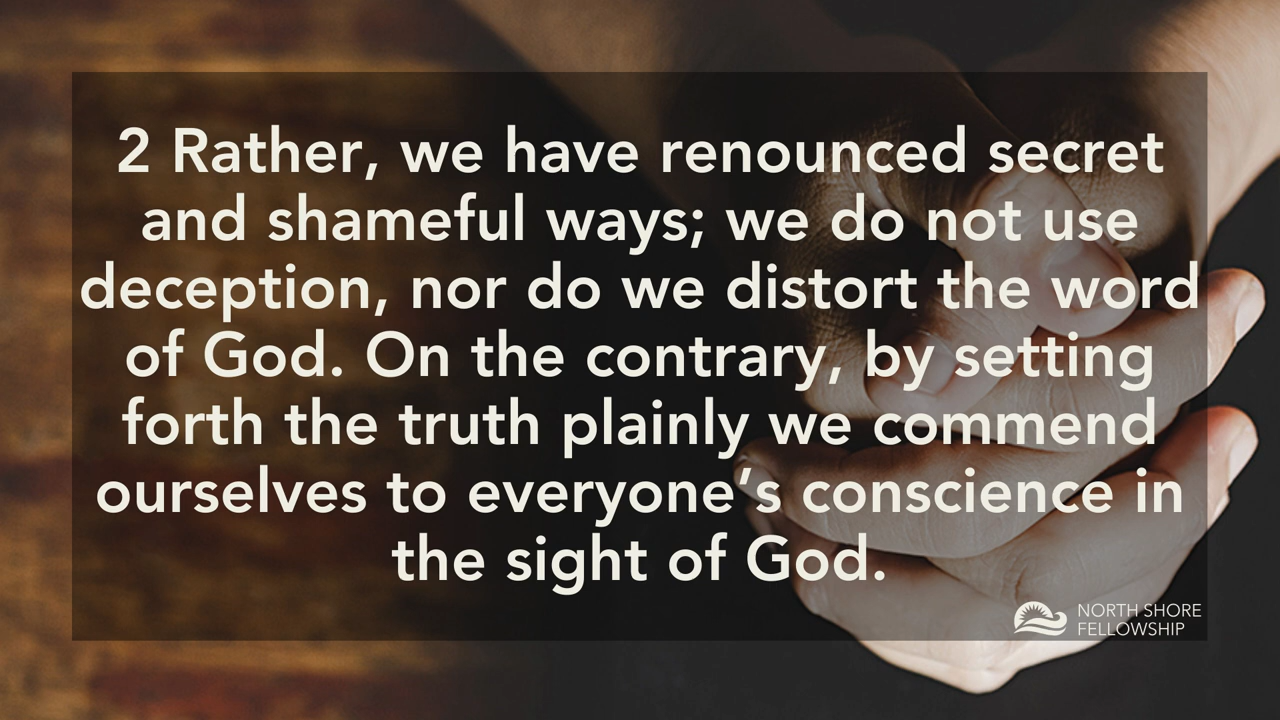 2 Rather, we have renounced secret
and shameful ways; we do not use
deception, nor do we distort the word
of God. On the contrary, by setting
forth the truth plainly we commend
ourselves to everyone’s conscience in
the sight of God.
NORTH SHORE
FELLOWSHIP